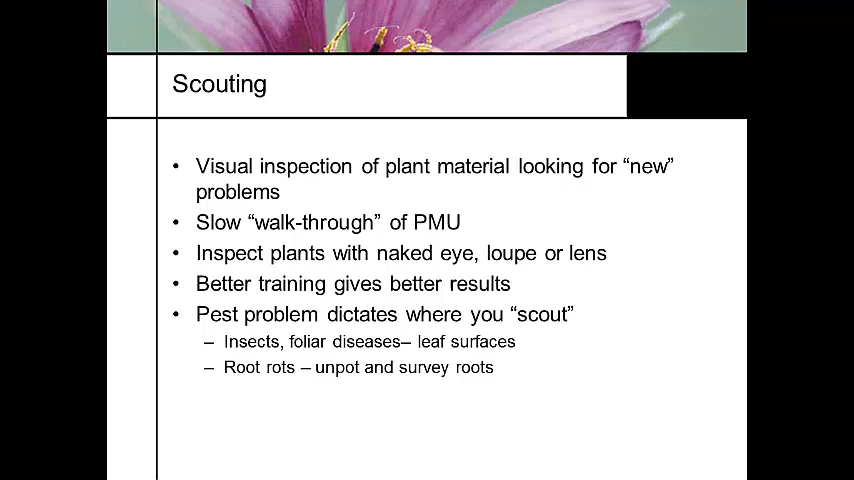 Scouting
• Visual inspection of plant material looking for “new”
problems
• Slow “walk-through” of PMU
• Inspect plants with naked eye, loupe or lens
• Better training gives better results
• Pest problem dictates where you “scout”
– Insects, foliar diseases– leaf surfaces
– Root rots – unpot and survey roots